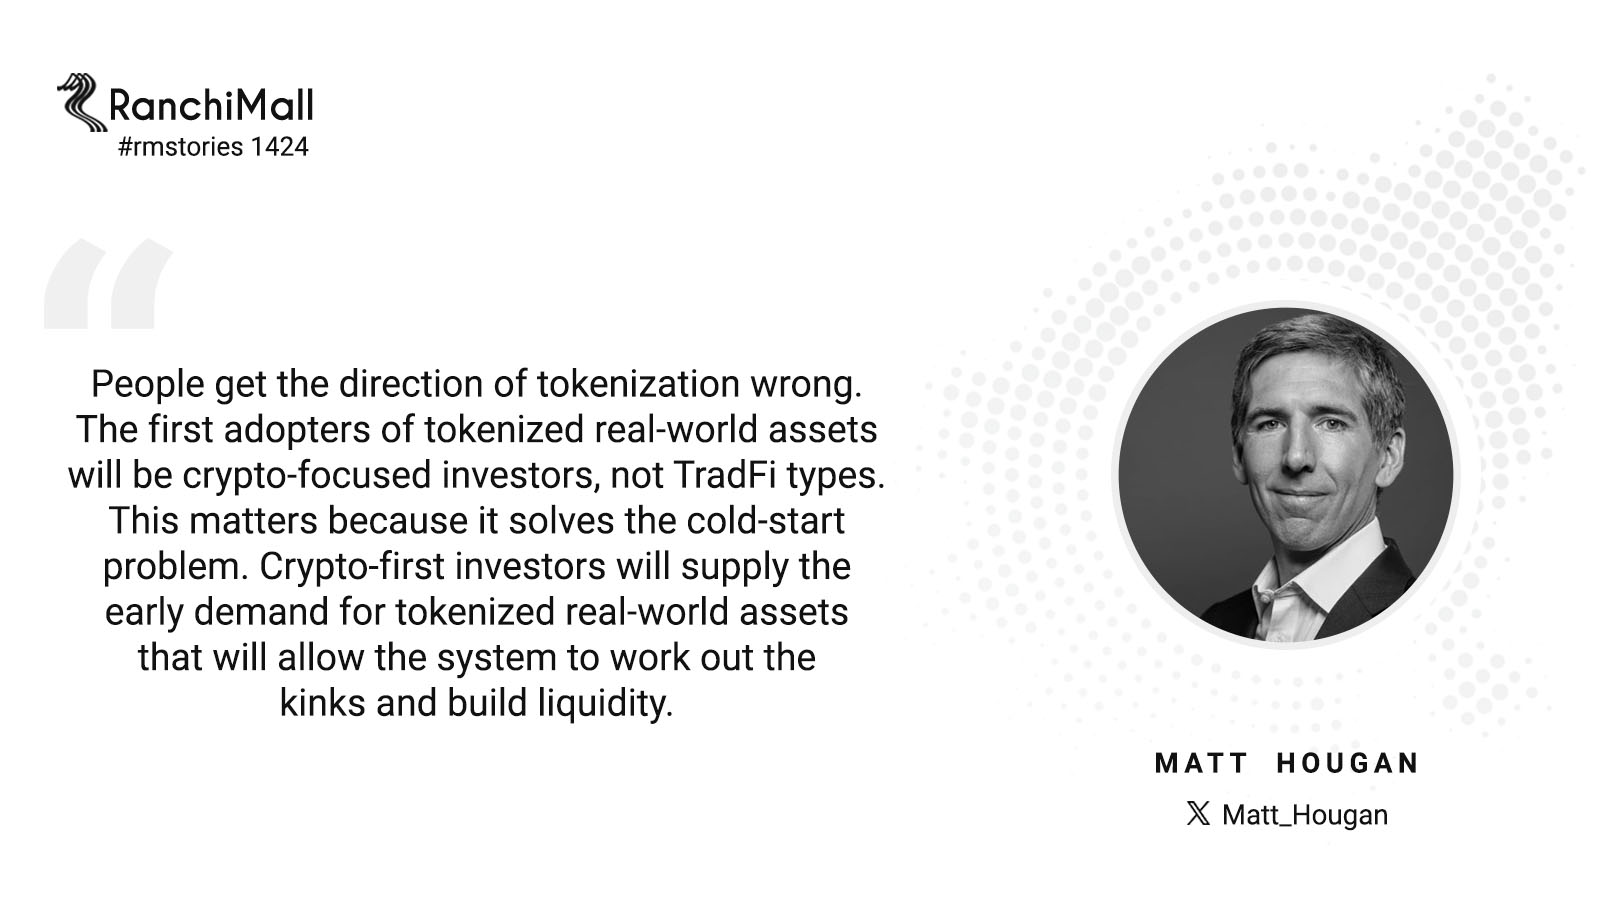 RanchiMall
#rmstories 1424
“
People get the direction of tokenization wrong.
The first adopters of tokenized real-world assets
will be crypto-focused investors, not TradFi types.
This matters because it solves the cold-start
problem. Crypto-first investors will supply the
early demand for tokenized real-world assets
that will allow the system to work out the
kinks and build liquidity.
MATT HOUGAN
𝕏 Matt_Hougan